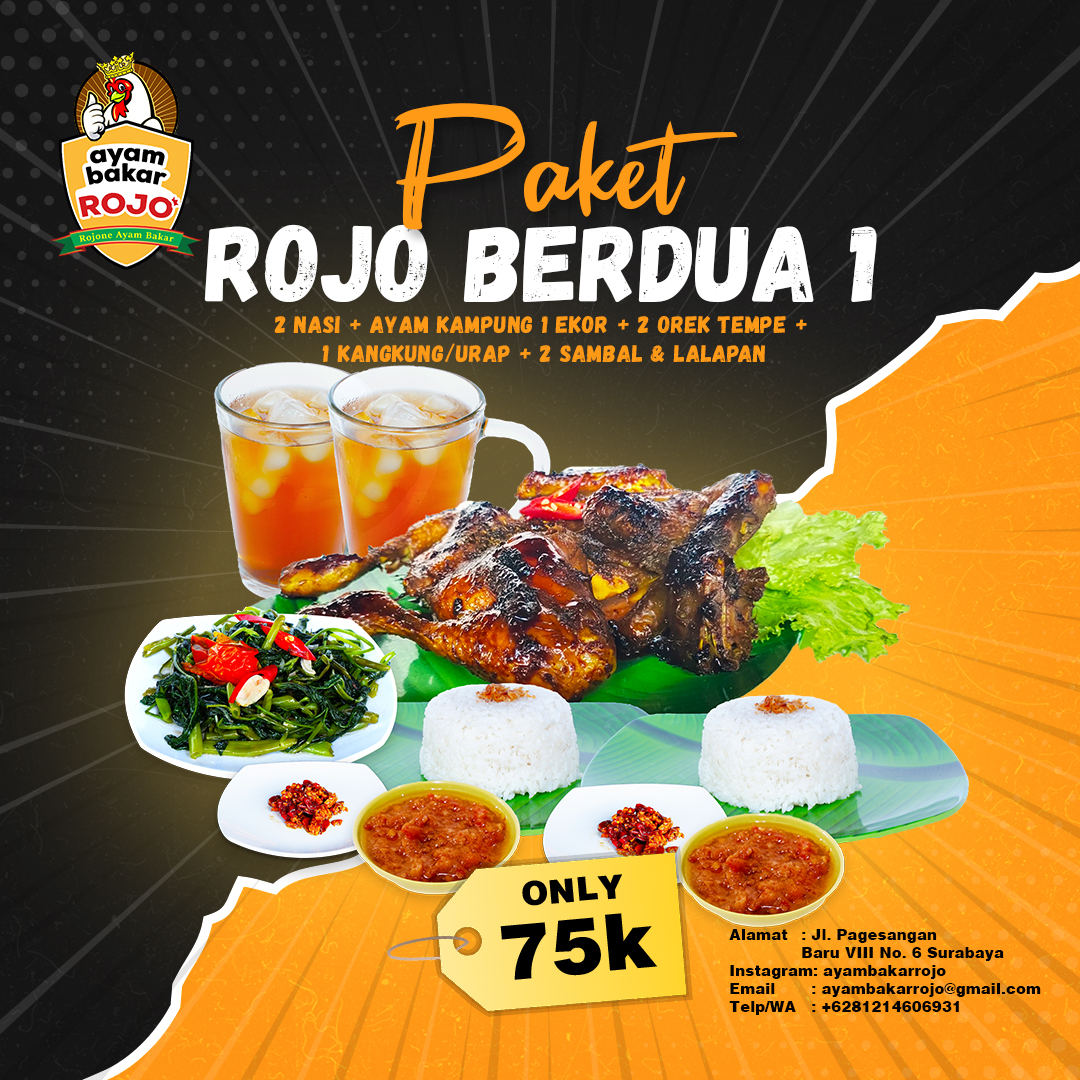 ayam
bakar
ROJO
Rojone Ayam Bakar
Paket
ROJO BERDUA 1
2 NASI + AYAM KAMPUNG 1 EKOR + 2 OREK TEMPE +
1 KANGKUNG/URAP + 2 SAMBAL & LALAPAN
ONLY
75k
Alamat : Jl. Pagesangan
Baru VIII No. 6 Surabaya
Instagram: ayambakarrojo
Email : ayambakarrojo@gmail.com
Telp/WA : +6281214606931